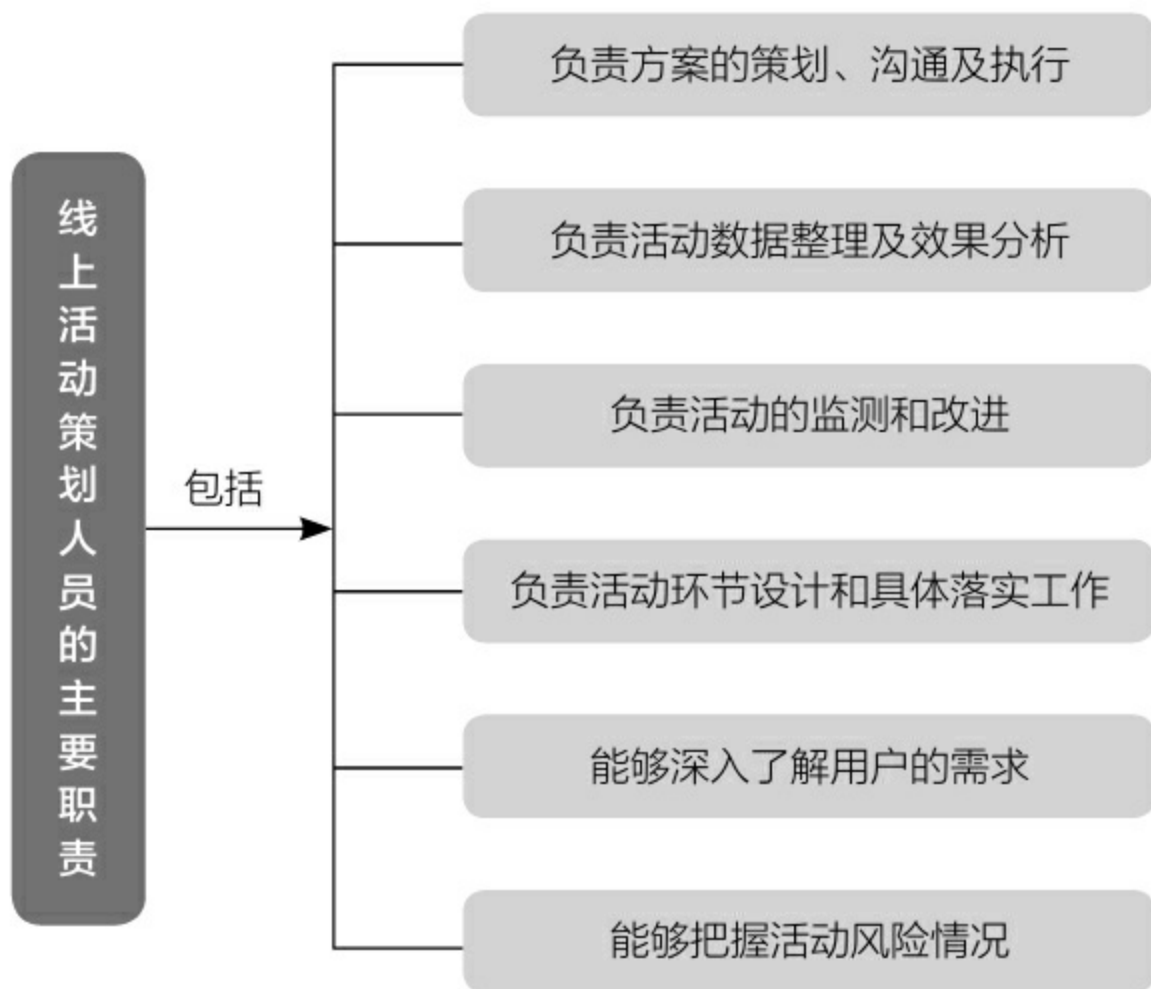 线上活动策划人员的主要职责
包括
负责方案的策划、沟通及执行
负责活动数据整理及效果分析
负责活动的监测和改进
负责活动环节设计和具体落实工作
能够深入了解用户的需求
能够把握活动风险情况